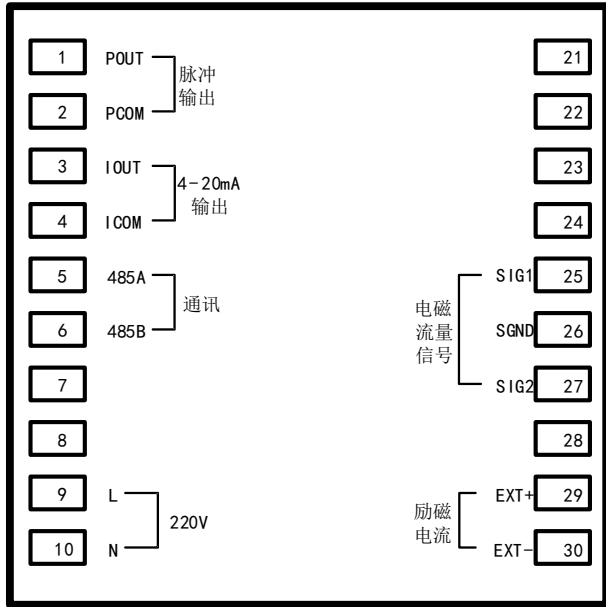 1 POUT
脉冲
输出
2 PCOM
3 IOUT
4-20mA
输出
4 ICOM
5 485A
通讯
6 485B
7
8
9 L
220V
10 N
21
22
23
24
SIG1 25
电磁
流量
信号
SGND 26
SIG2 27
28
EXT+ 29
励磁
电流
EXT- 30